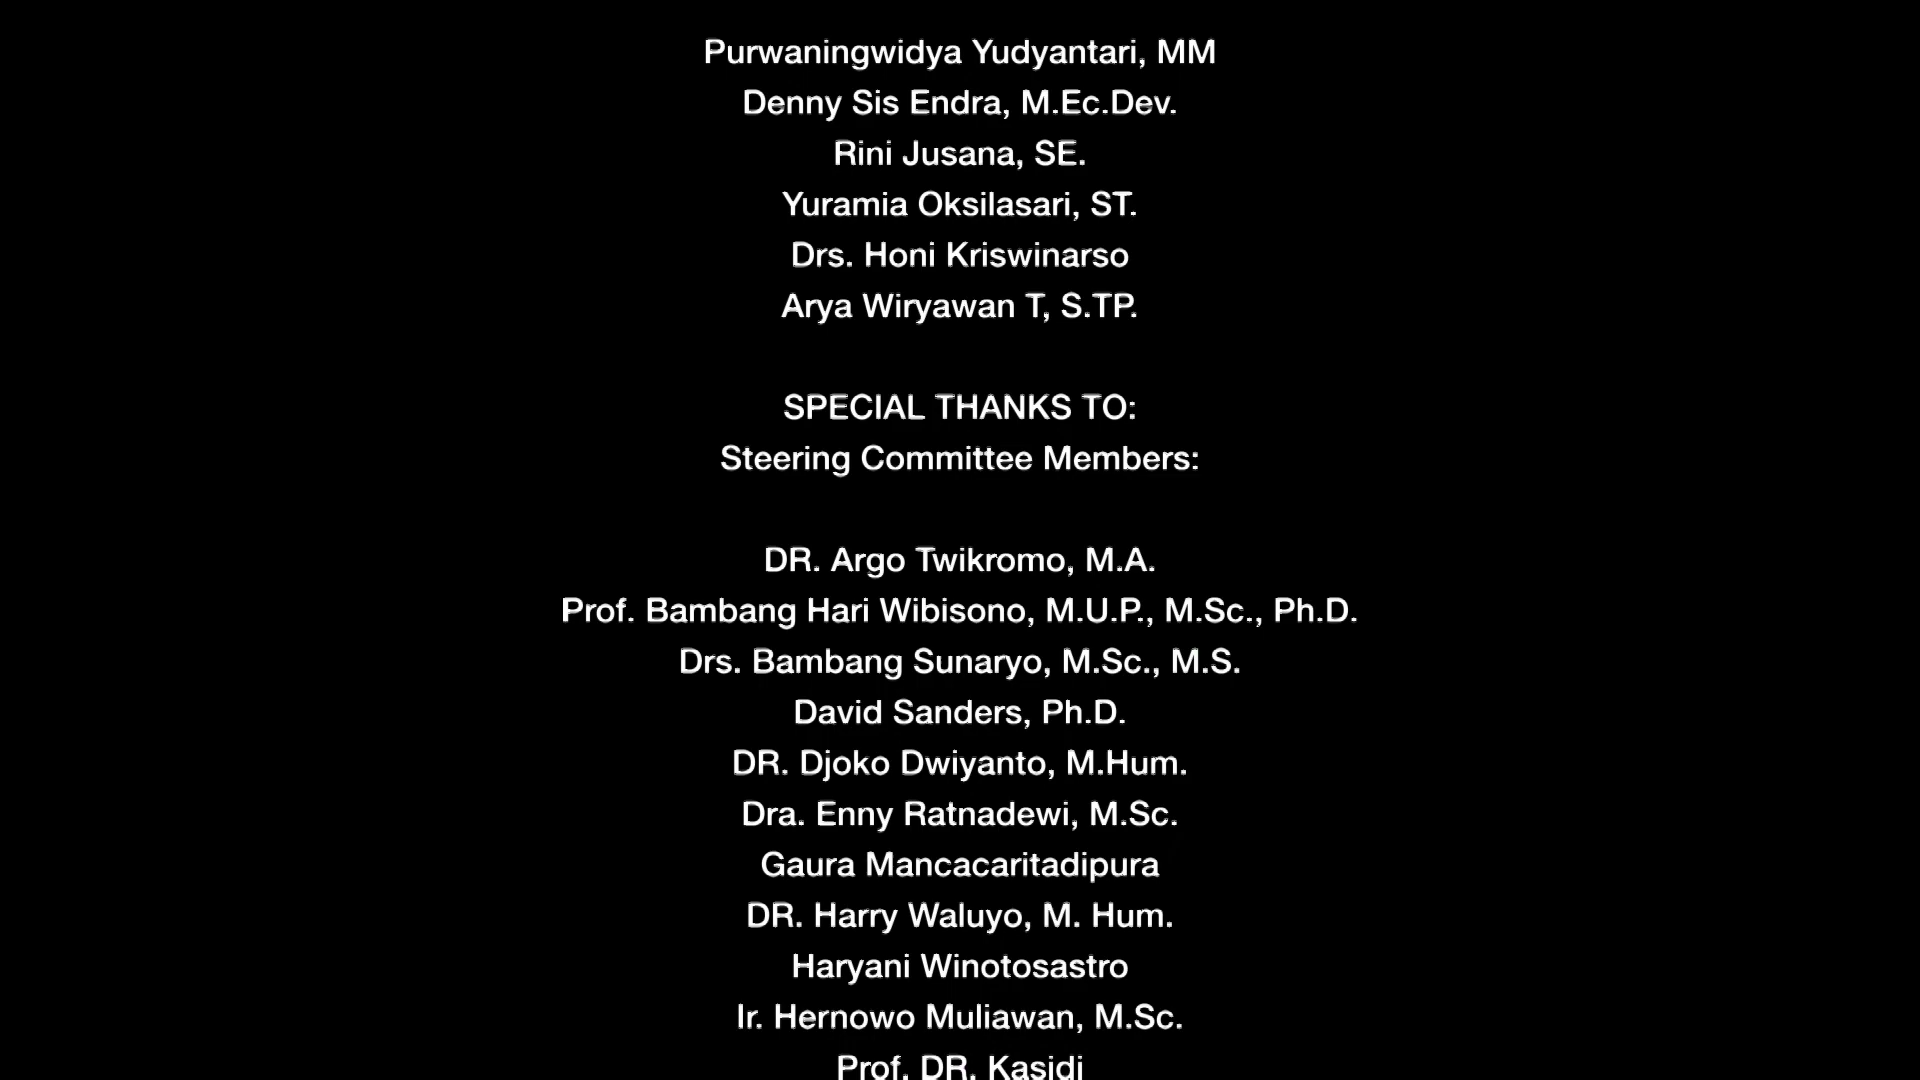 Purwaningwidya Yudyantari, MM
Denny Sis Endra, M.Ec.Dev.
Rini Jusana, SE.
Yuramia Oksilasari, ST.
Drs. Honi Kriswinarso
Arya Wiryawan T, S.TP.
SPECIAL THANKS TO:
Steering Committee Members:
DR. Argo Twikromo, M.A.
Prof. Bambang Hari Wibisono, M.U.P., M.Sc., Ph.D.
Drs. Bambang Sunaryo, M.Sc., M.S.
David Sanders, Ph.D.
DR. Djoko Dwiyanto, M.Hum.
Dra. Enny Ratnadewi, M.Sc.
Gaura Mancacaritadipura
DR. Harry Waluyo, M. Hum.
Haryani Winotosastro
Ir. Hernowo Muliawan, M.Sc.
Prof. DR. Kasidi